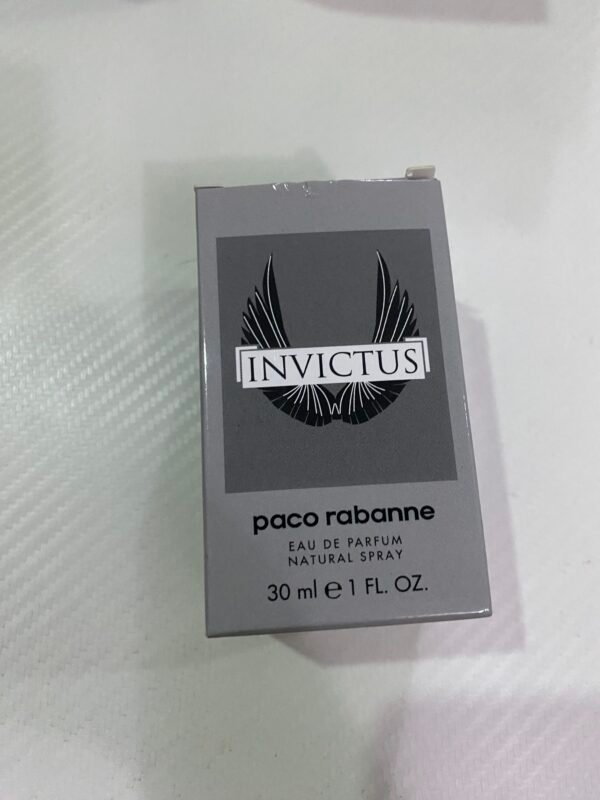 INVICTUS
paco rabanne
EAU DE PARFUM
NATURAL SPRAY
30 ml ℮ 1 FL. OZ.